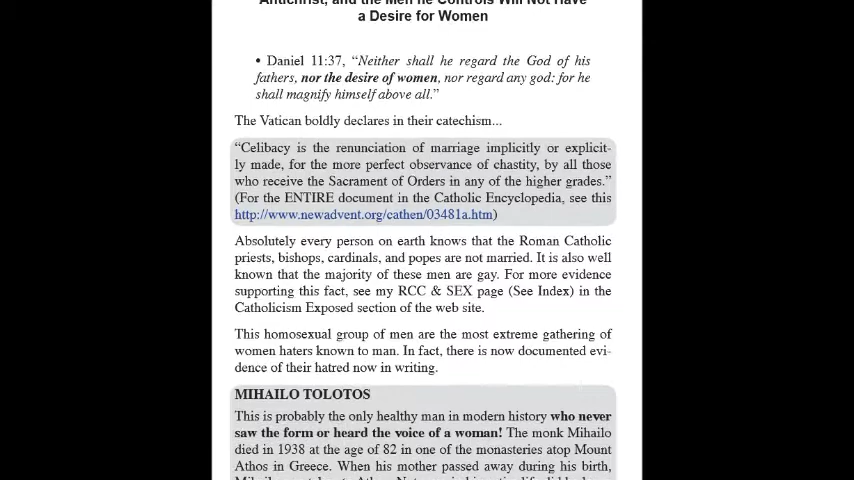 Antichrist, and the Men he Controls Will Not Have
a Desire for Women
• Daniel 11:37, “Neither shall he regard the God of his
fathers, nor the desire of women, nor regard any god: for he
shall magnify himself above all.”
The Vatican boldly declares in their catechism...
“Celibacy is the renunciation of marriage implicitly or explicit-
ly made, for the more perfect observance of chastity, by all those
who receive the Sacrament of Orders in any of the higher grades.”
(For the ENTIRE document in the Catholic Encyclopedia, see this
http://www.newadvent.org/cathen/03481a.htm)
Absolutely every person on earth knows that the Roman Catholic
priests, bishops, cardinals, and popes are not married. It is also well
known that the majority of these men are gay. For more evidence
supporting this fact, see my RCC & SEX page (See Index) in the
Catholicism Exposed section of the web site.
This homosexual group of men are the most extreme gathering of
women haters known to man. In fact, there is now documented evi-
dence of their hatred now in writing.
MIHAILO TOLOTOS
This is probably the only healthy man in modern history who never
saw the form or heard the voice of a woman! The monk Mihailo
died in 1938 at the age of 82 in one of the monasteries atop Mount
Athos in Greece. When his mother passed away during his birth,